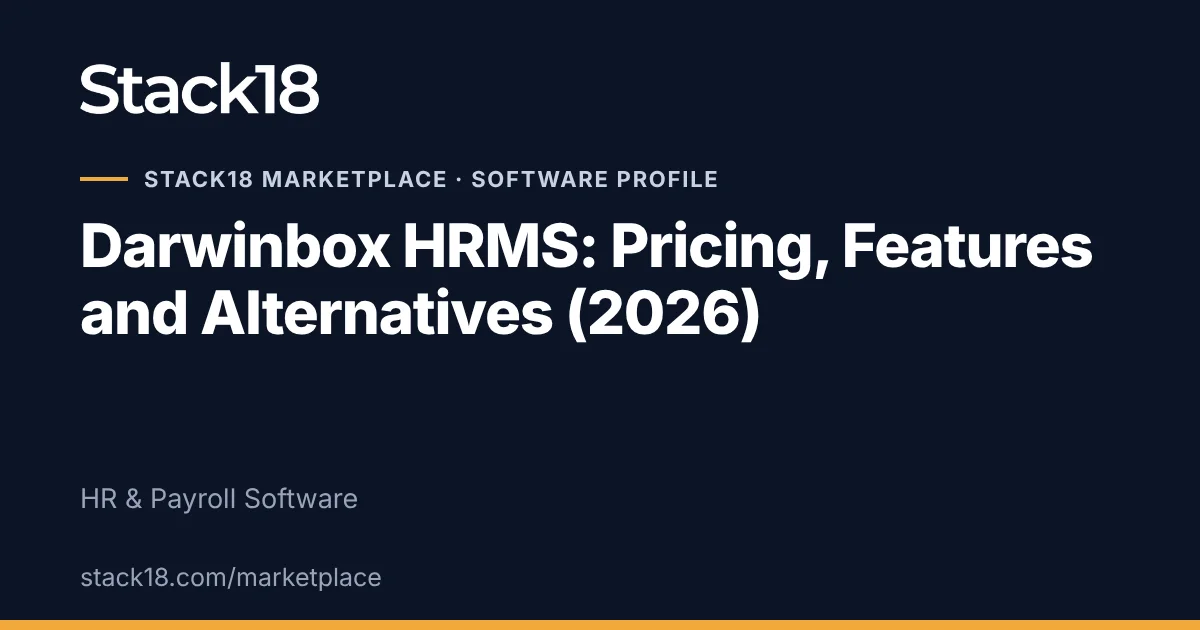 Stack18
STACK18 MARKETPLACE · SOFTWARE PROFILE
Darwinbox HRMS: Pricing, Features
and Alternatives (2026)
HR & Payroll Software
stack18.com/marketplace